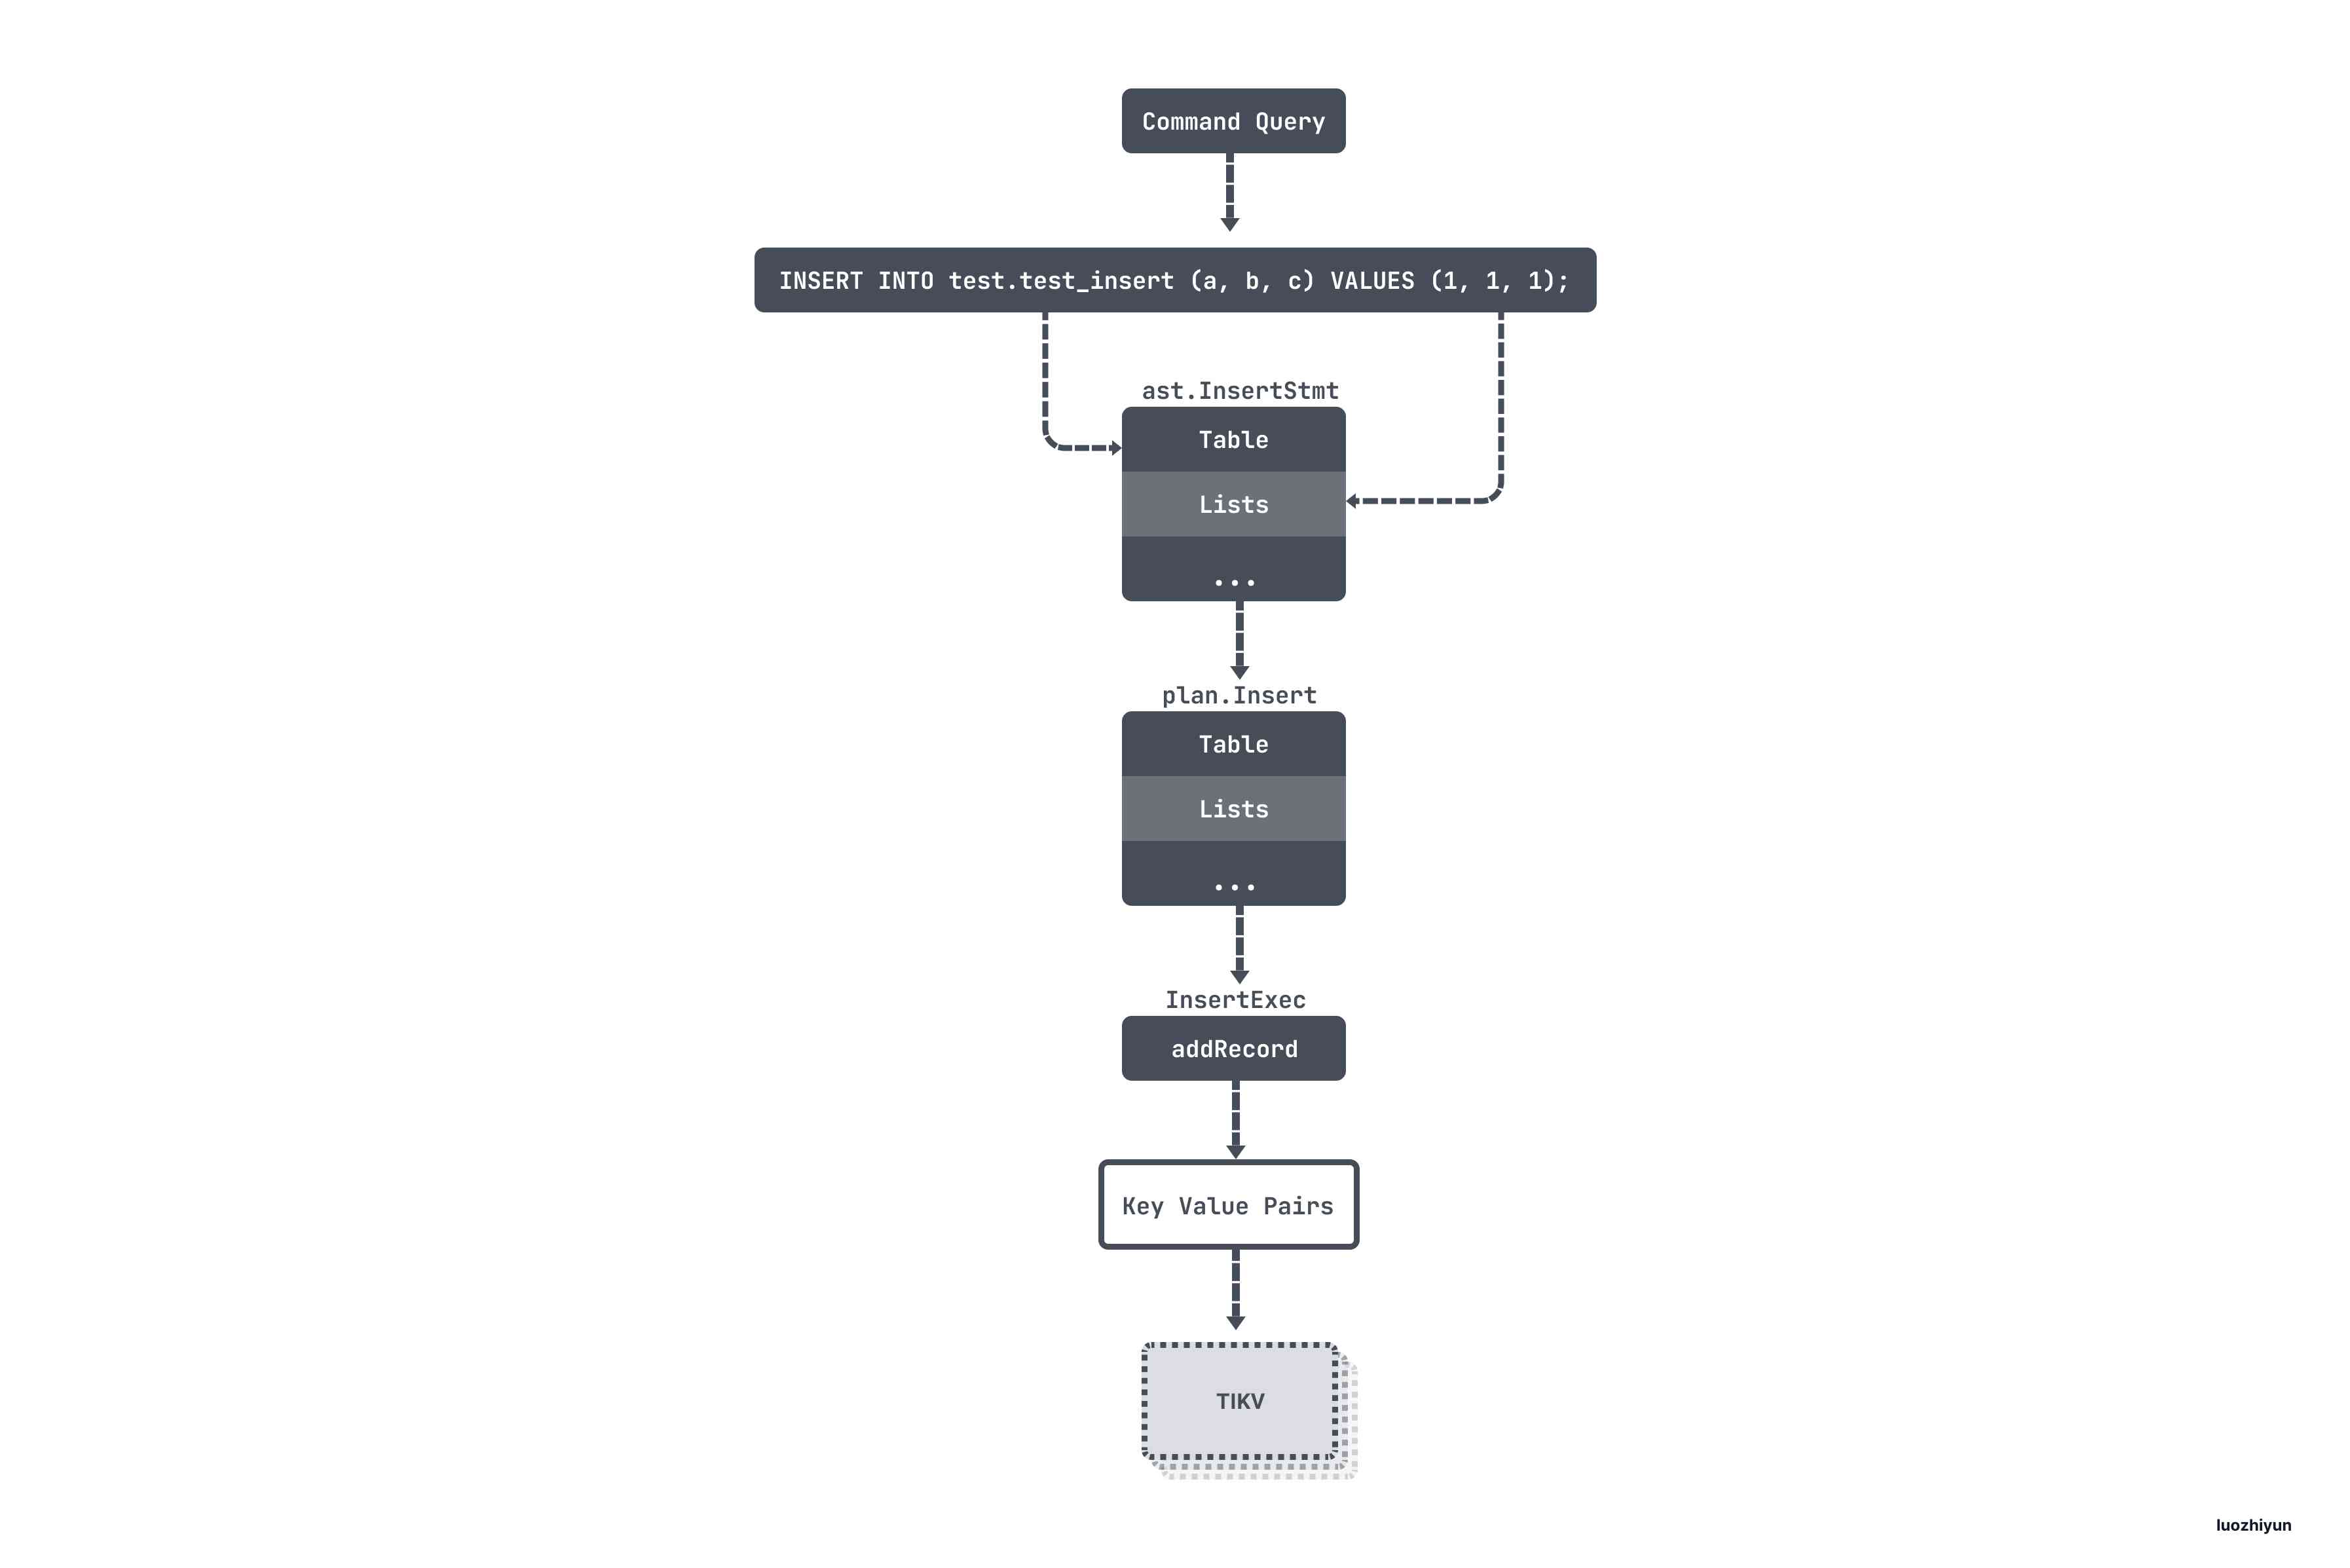 Command Query
INSERT INTO test.test_insert (a, b, c) VALUES (1, 1, 1);
ast.InsertStmt
Table
Lists
...
plan.Insert
Table
Lists
...
InsertExec
addRecord
Key Value Pairs
TIKV
luozhiyun